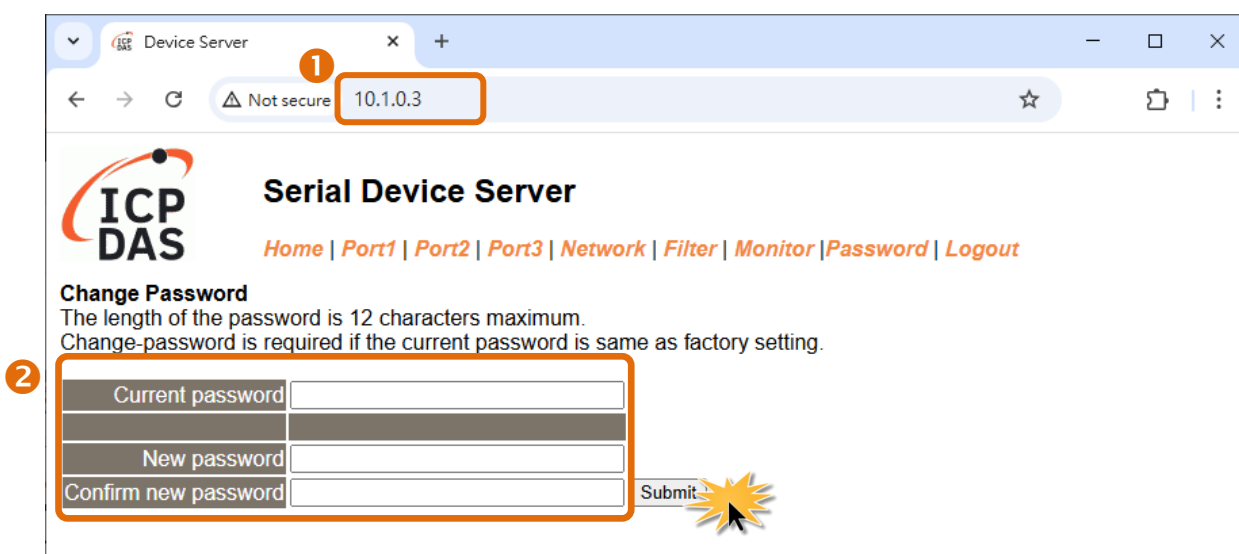 Device Server
1
Not secure 10.1.0.3
ICP DAS
Serial Device Server
Home | Port1 | Port2 | Port3 | Network | Filter | Monitor |Password | Logout
Change Password
The length of the password is 12 characters maximum.
Change-password is required if the current password is same as factory setting.
2
Current password
New password
Confirm new password Submit